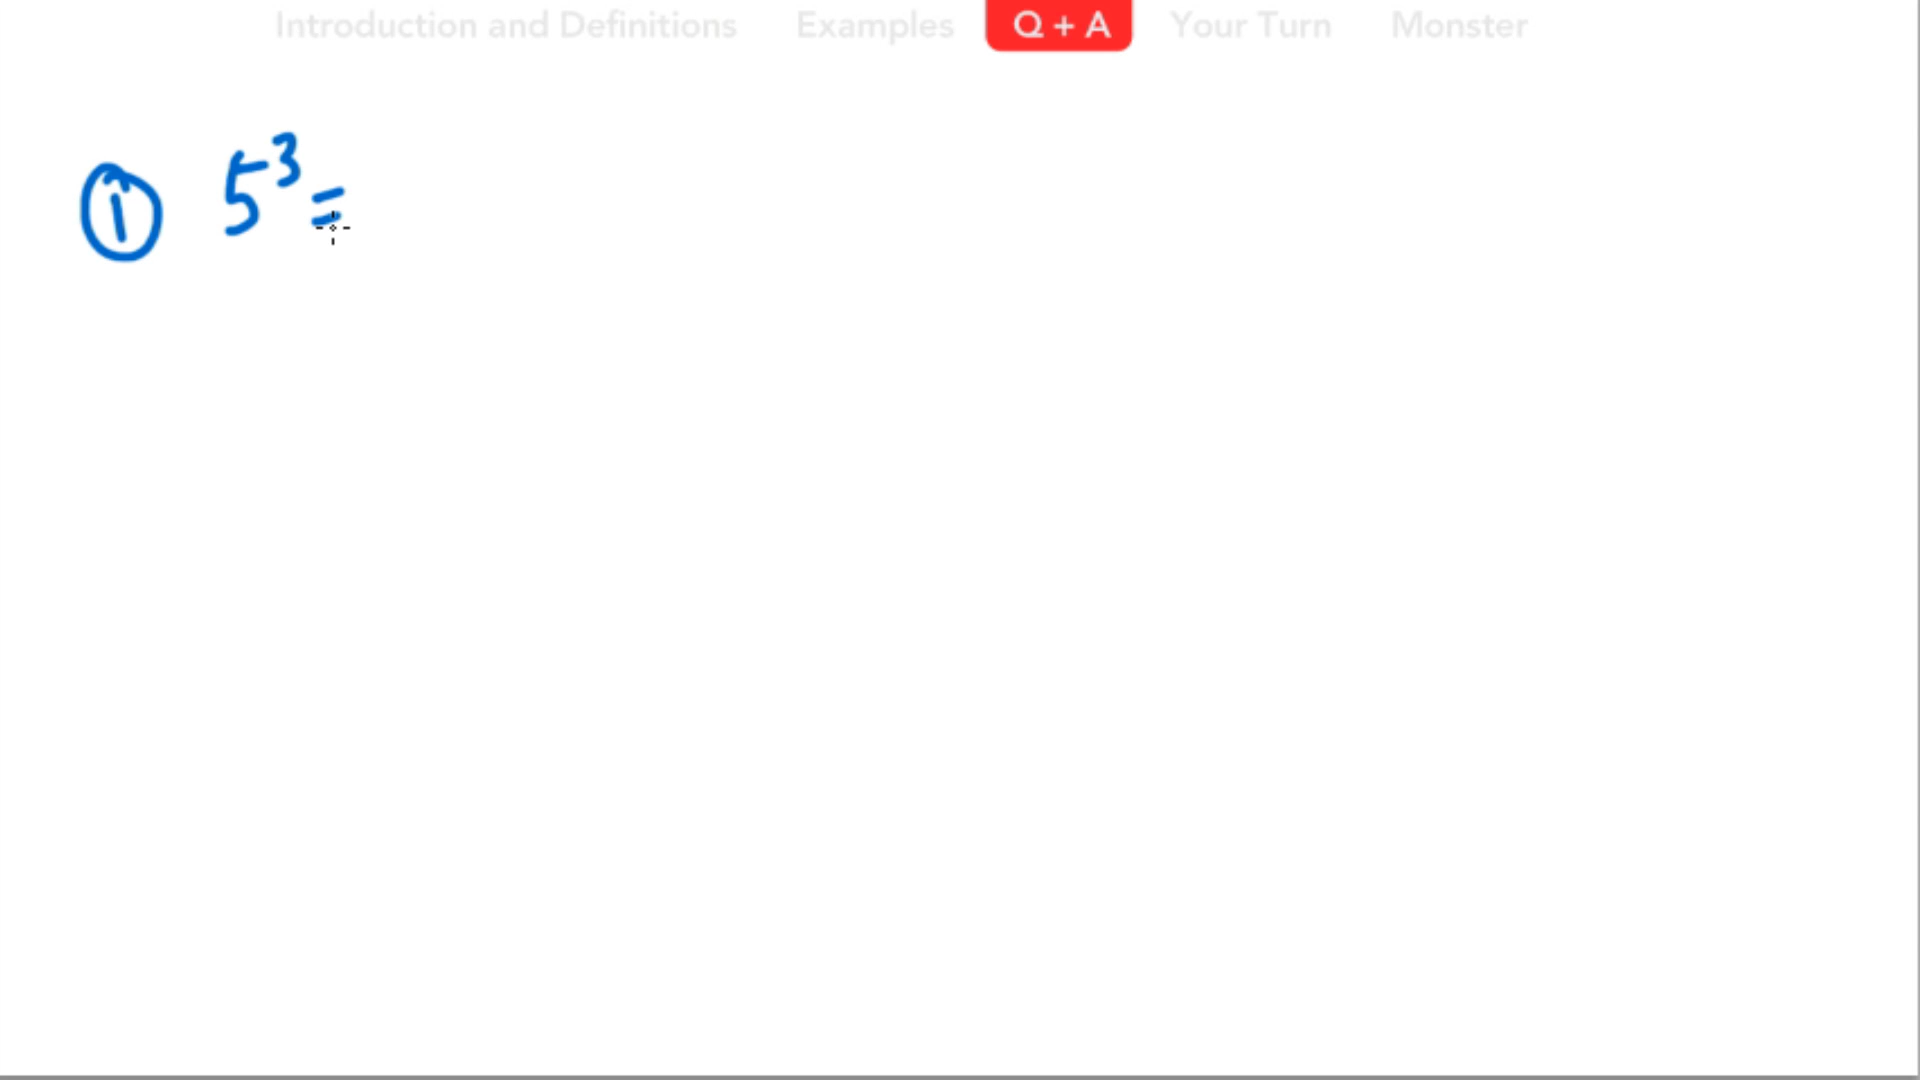 Introduction and Definitions Examples Q + A Your Turn Monster
① 5³=